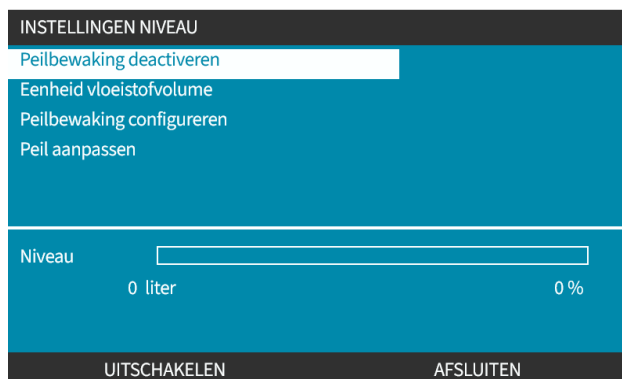 INSTELLINGEN NIVEAU
Peilbewaking deactiveren
Eenheid vloeistofvolume
Peilbewaking configureren
Peil aanpassen
Niveau
0 liter 0 %
UITSCHAKELEN AFSLUITEN